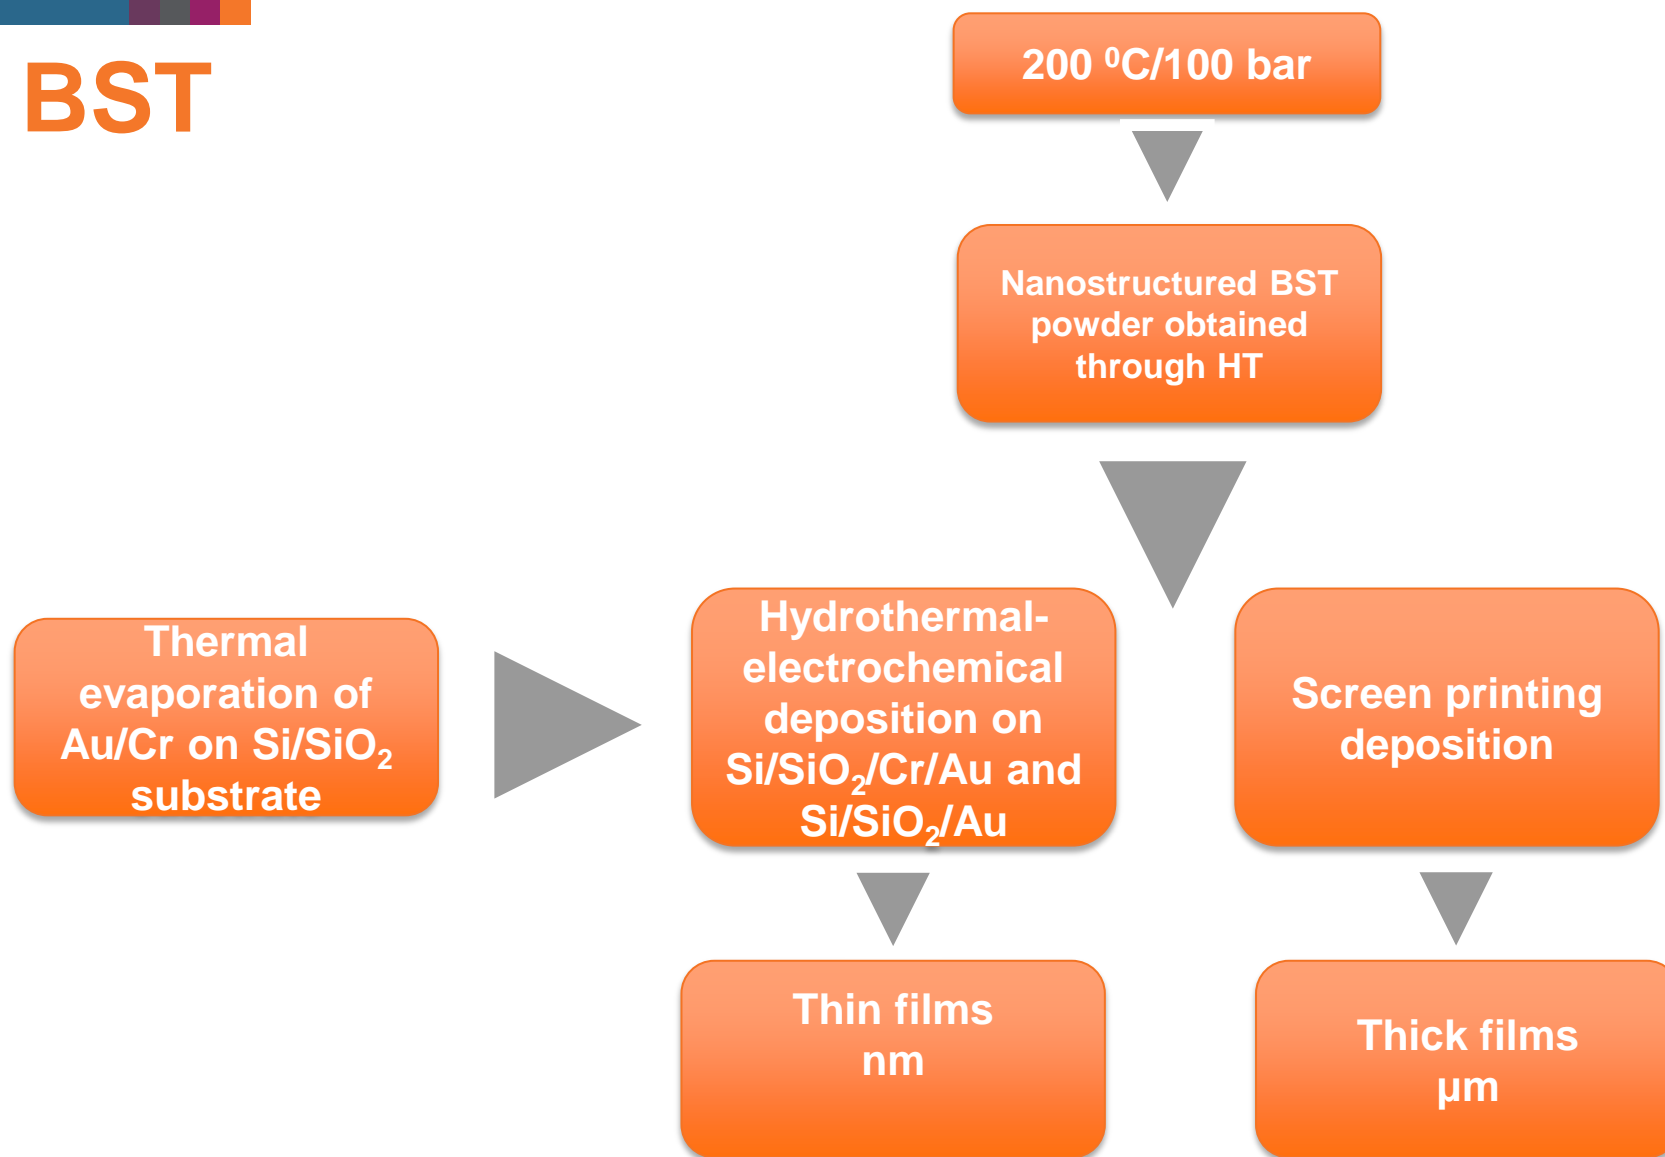 BST
200 ⁰C/100 bar
Nanostructured BST
powder obtained
through HT
Thermal
evaporation of
Au/Cr on Si/SiO₂
substrate
Hydrothermal-
electrochemical
deposition on
Si/SiO₂/Cr/Au and
Si/SiO₂/Au
Screen printing
deposition
Thin films
nm
Thick films
µm